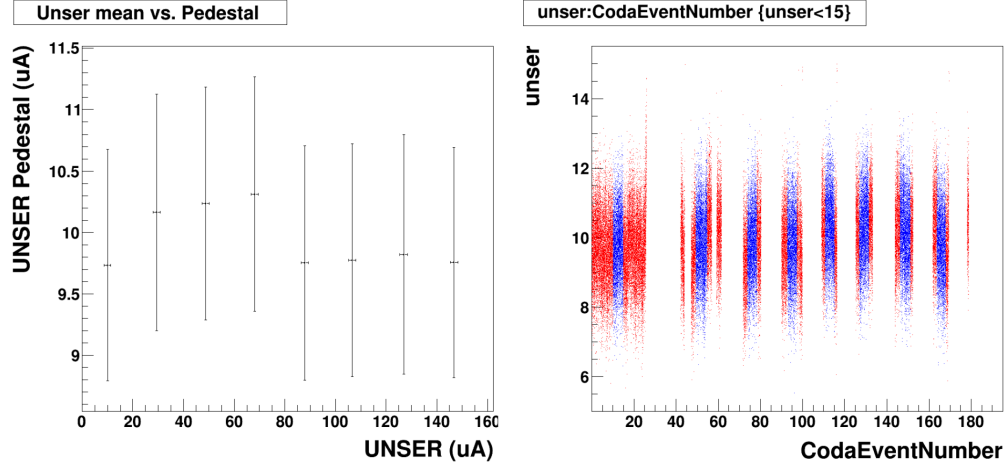 Unser mean vs. Pedestal
UNSER Pedestal (uA)
11.5
11
10.5
10
9.5
9
0 20 40 60 80 100 120 140 160
UNSER (uA)
unser:CodaEventNumber {unser<15}
unser
14
12
10
8
6
20 40 60 80 100 120 140 160 180
CodaEventNumber